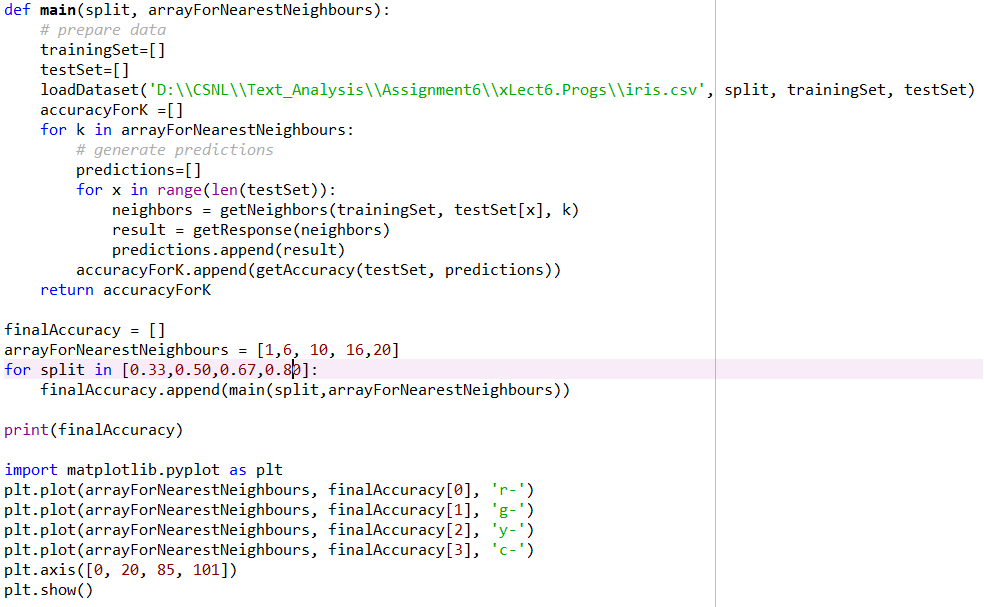 def main(split, arrayForNearestNeighbours):
    # prepare data
    trainingSet=[]
    testSet=[]
    loadDataset('D:\\CSNL\\Text_Analysis\\Assignment6\\xLect6.Progs\\iris.csv', split, trainingSet, testSet)
    accuracyForK =[]
    for k in arrayForNearestNeighbours:
        # generate predictions
        predictions=[]
        for x in range(len(testSet)):
            neighbors = getNeighbors(trainingSet, testSet[x], k)
            result = getResponse(neighbors)
            predictions.append(result)
        accuracyForK.append(getAccuracy(testSet, predictions))
    return accuracyForK

finalAccuracy = []
arrayForNearestNeighbours = [1,6, 10, 16,20]
for split in [0.33,0.50,0.67,0.80]:
    finalAccuracy.append(main(split,arrayForNearestNeighbours))

print(finalAccuracy)

import matplotlib.pyplot as plt
plt.plot(arrayForNearestNeighbours, finalAccuracy[0], 'r-')
plt.plot(arrayForNearestNeighbours, finalAccuracy[1], 'g-')
plt.plot(arrayForNearestNeighbours, finalAccuracy[2], 'y-')
plt.plot(arrayForNearestNeighbours, finalAccuracy[3], 'c-')
plt.axis([0, 20, 85, 101])
plt.show()